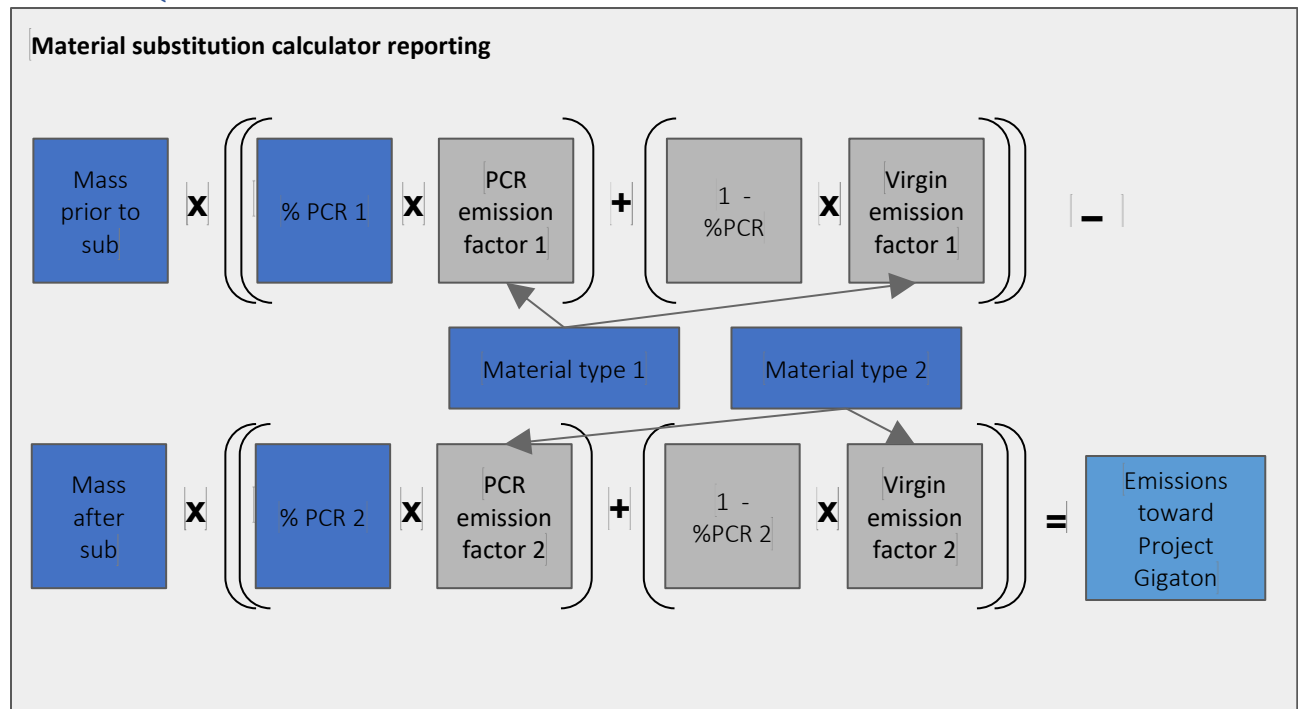 Material substitution calculator reporting
Mass
prior to
sub
x
% PCR 1
x
PCR
emission
factor 1
+
1 -
%PCR
x
Virgin
emission
factor 1
–
Material type 1
Material type 2
Mass
after
sub
x
% PCR 2
x
PCR
emission
factor 2
+
1 -
%PCR 2
x
Virgin
emission
factor 2
=
Emissions
toward
Project
Gigaton